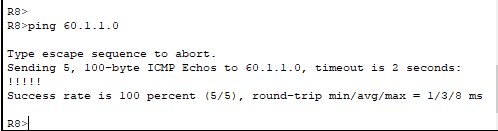 R8>
R8>ping 60.1.1.0
Type escape sequence to abort.
Sending 5, 100-byte ICMP Echos to 60.1.1.0, timeout is 2 seconds:
!!!!!
Success rate is 100 percent (5/5), round-trip min/avg/max = 1/3/8 ms
R8>